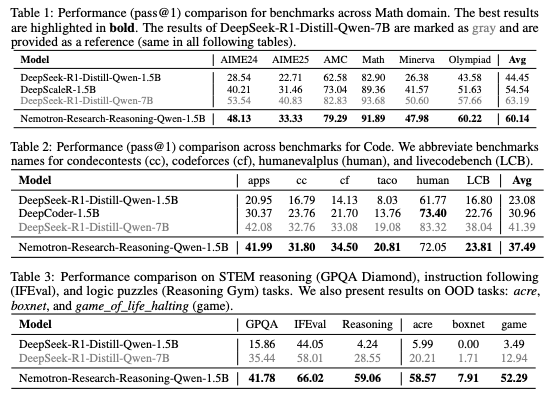 Table 1: Performance (pass@1) comparison for benchmarks across Math domain. The best results
are highlighted in bold. The results of DeepSeek-R1-Distill-Qwen-7B are marked as gray and are
provided as a reference (same in all following tables).
Model AIME24 AIME25 AMC Math Minerva Olympiad Avg
DeepSeek-R1-Distill-Qwen-1.5B 28.54 22.71 62.58 82.90 26.38 43.58 44.45
DeepScaleR-1.5B 40.21 31.46 73.04 89.36 41.57 51.63 54.54
DeepSeek-R1-Distill-Qwen-7B 53.54 40.83 82.83 93.68 50.60 57.66 63.19
Nemotron-Research-Reasoning-Qwen-1.5B 48.13 33.33 79.29 91.89 47.98 60.22 60.14
Table 2: Performance (pass@1) comparison across benchmarks for Code. We abbreviate benchmarks
names for condecontests (cc), codeforces (cf), humanevalplus (human), and livecodebench (LCB).
Model apps cc cf taco human LCB Avg
DeepSeek-R1-Distill-Qwen-1.5B 20.95 16.79 14.13 8.03 61.77 16.80 23.08
DeepCoder-1.5B 30.37 23.76 21.70 13.76 73.40 22.76 30.96
DeepSeek-R1-Distill-Qwen-7B 42.08 32.76 33.08 19.08 83.32 38.04 41.39
Nemotron-Research-Reasoning-Qwen-1.5B 41.99 31.80 34.50 20.81 72.05 23.81 37.49
Table 3: Performance comparison on STEM reasoning (GPQA Diamond), instruction following
(IFEval), and logic puzzles (Reasoning Gym) tasks. We also present results on OOD tasks: acre,
boxnet, and game_of_life_halting (game).
Model GPQA IFEval Reasoning acre boxnet game
DeepSeek-R1-Distill-Qwen-1.5B 15.86 44.05 4.24 5.99 0.00 3.49
DeepSeek-R1-Distill-Qwen-7B 35.44 58.01 28.55 20.21 1.71 12.94
Nemotron-Research-Reasoning-Qwen-1.5B 41.78 66.02 59.06 58.57 7.91 52.29